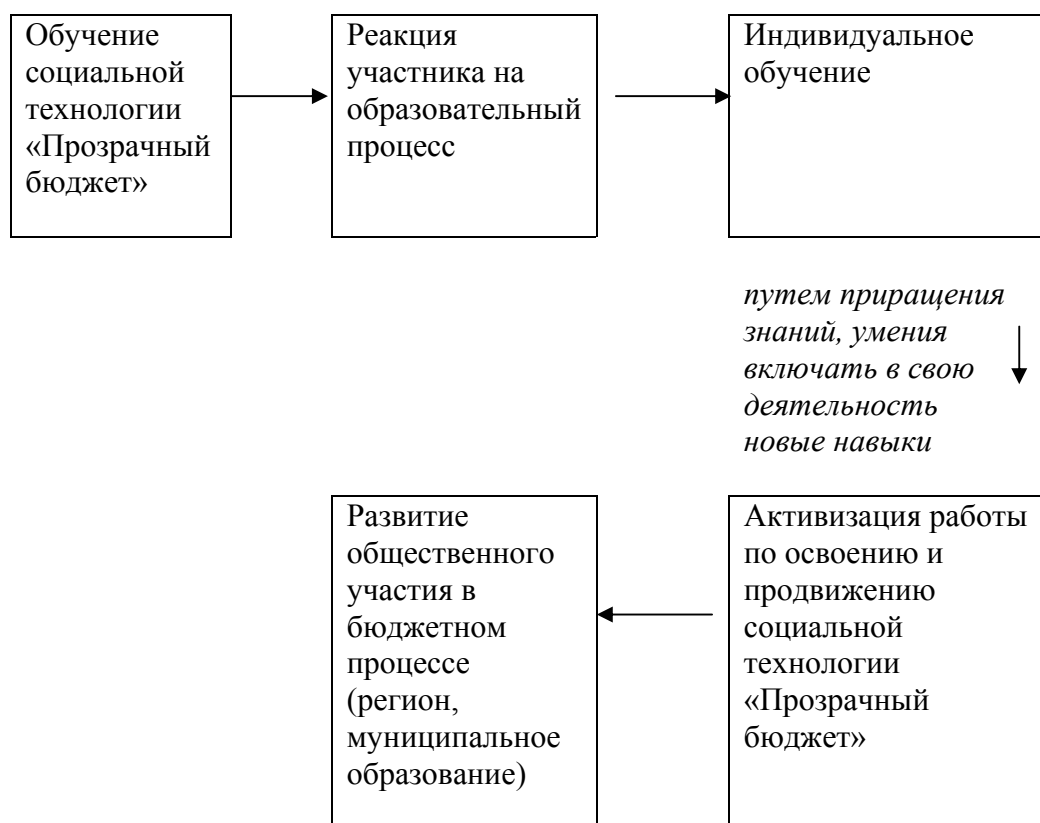 Обучение
социальной
технологии
«Прозрачный
бюджет»
Реакция
участника на
образовательный
процесс
Индивидуальное
обучение
путем приращения
знаний, умения
включать в свою
деятельность
новые навыки
Активизация работы
по освоению и
продвижению
социальной
технологии
«Прозрачный
бюджет»
Развитие
общественного
участия в
бюджетном
процессе
(регион,
муниципальное
образование)